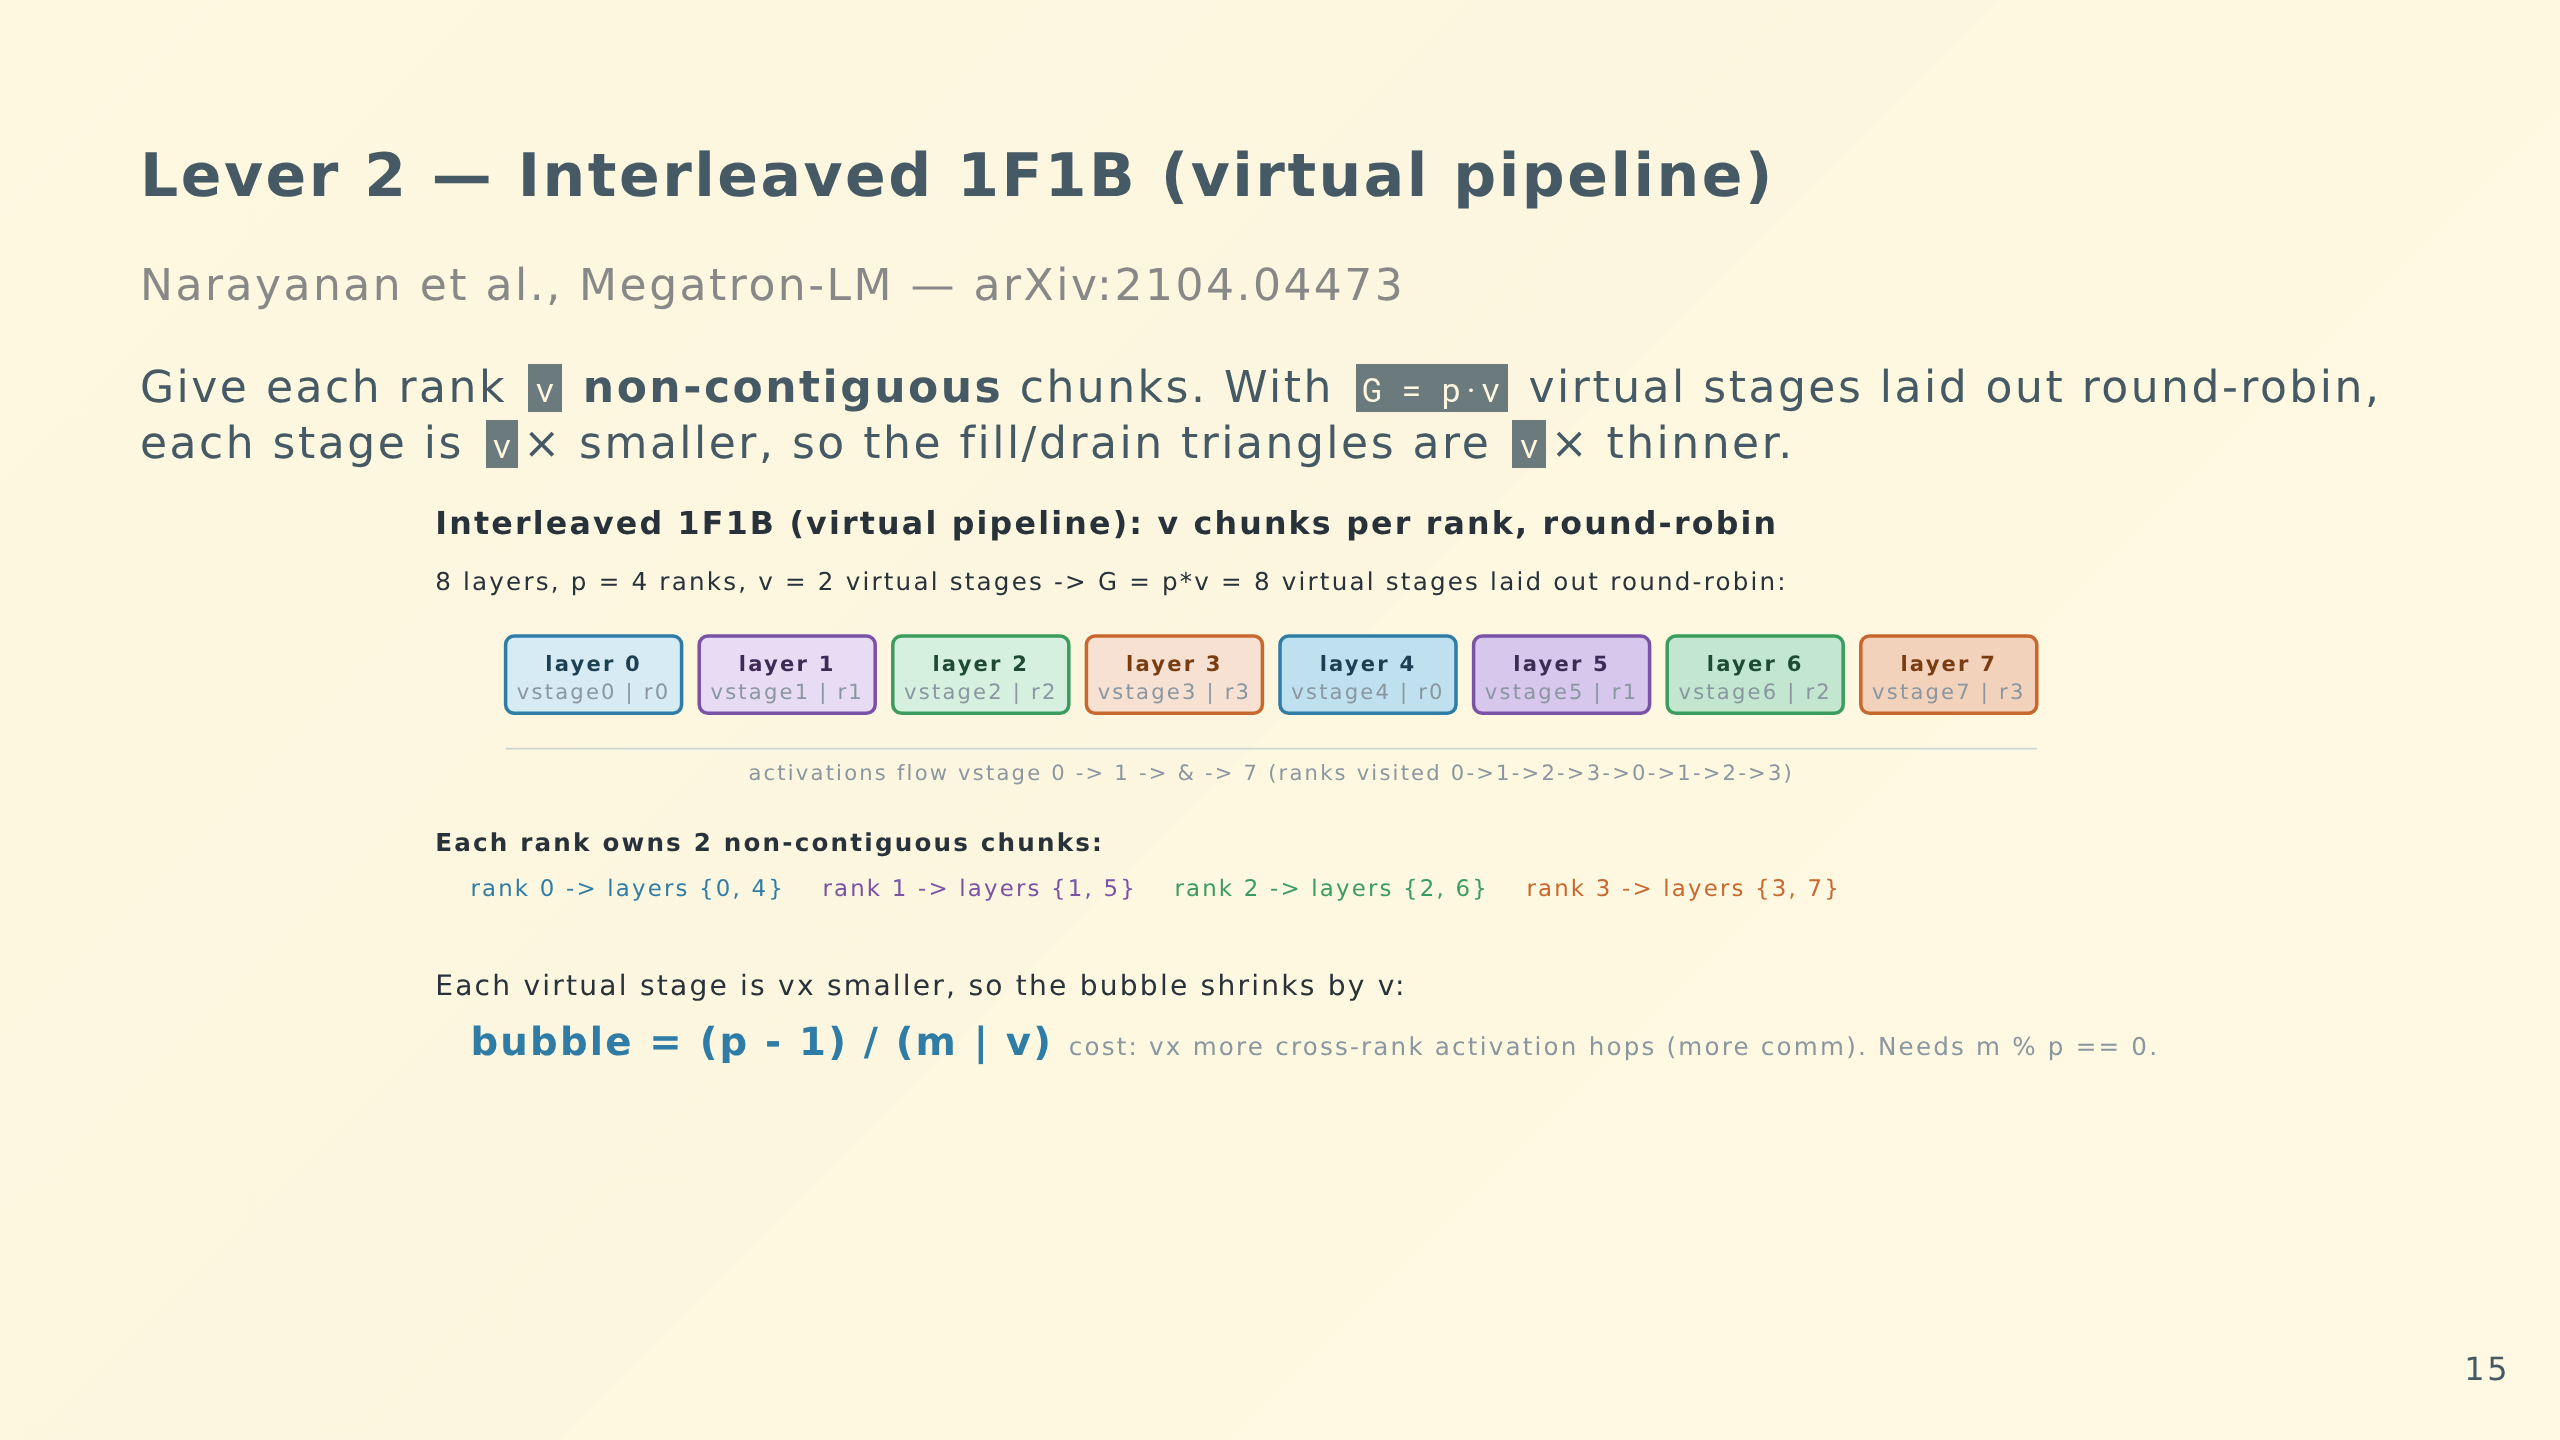 Lever 2 — Interleaved 1F1B (virtual pipeline)
Narayanan et al., Megatron-LM — arXiv:2104.04473
Give each rank v non-contiguous chunks. With G = p·v virtual stages laid out round-robin,
each stage is v× smaller, so the fill/drain triangles are v× thinner.
Interleaved 1F1B (virtual pipeline): v chunks per rank, round-robin
8 layers, p = 4 ranks, v = 2 virtual stages -> G = p*v = 8 virtual stages laid out round-robin:
layer 0 layer 1 layer 2 layer 3 layer 4 layer 5 layer 6 layer 7
vstage0 | r0 vstage1 | r1 vstage2 | r2 vstage3 | r3 vstage4 | r0 vstage5 | r1 vstage6 | r2 vstage7 | r3
activations flow vstage 0 -> 1 -> & -> 7 (ranks visited 0->1->2->3->0->1->2->3)
Each rank owns 2 non-contiguous chunks:
rank 0 -> layers {0, 4} rank 1 -> layers {1, 5} rank 2 -> layers {2, 6} rank 3 -> layers {3, 7}
Each virtual stage is vx smaller, so the bubble shrinks by v:
bubble = (p - 1) / (m | v) cost: vx more cross-rank activation hops (more comm). Needs m % p == 0.
15